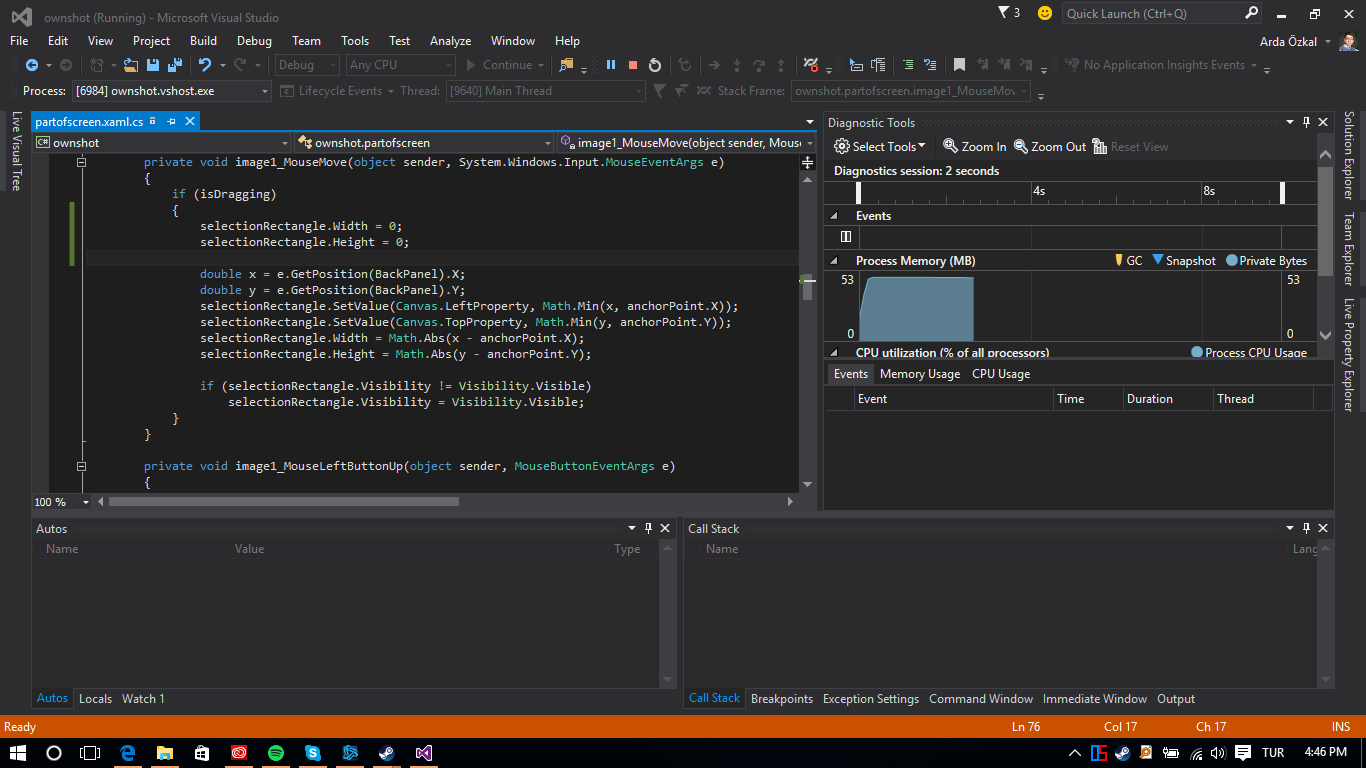 ownshot (Running) - Microsoft Visual Studio
3
Quick Launch (Ctrl+Q)
File Edit View Project Build Debug Team Tools Test Analyze Window Help
Arda Özkal
Debug Any CPU Continue
No Application Insights Events
Process: [6984] ownshot.vshost.exe Lifecycle Events Thread: [9640] Main Thread Stack Frame: ownshot.partofscreen.image1_MouseMov
Live Visual Tree
partofscreen.xaml.cs
C# ownshot
ownshot.partofscreen
image1_MouseMove(object sender, Mouse
private void image1_MouseMove(object sender, System.Windows.Input.MouseEventArgs e)
{
if (isDragging)
{
selectionRectangle.Width = 0;
selectionRectangle.Height = 0;
double x = e.GetPosition(BackPanel).X;
double y = e.GetPosition(BackPanel).Y;
selectionRectangle.SetValue(Canvas.LeftProperty, Math.Min(x, anchorPoint.X));
selectionRectangle.SetValue(Canvas.TopProperty, Math.Min(y, anchorPoint.Y));
selectionRectangle.Width = Math.Abs(x - anchorPoint.X);
selectionRectangle.Height = Math.Abs(y - anchorPoint.Y);
if (selectionRectangle.Visibility != Visibility.Visible)
selectionRectangle.Visibility = Visibility.Visible;
}
}
private void image1_MouseLeftButtonUp(object sender, MouseButtonEventArgs e)
{
100 %
Diagnostic Tools
Select Tools Zoom In Zoom Out Reset View
Diagnostics session: 2 seconds
4s 8s
Events
Process Memory (MB) GC Snapshot Private Bytes
53 53
0 0
CPU utilization (% of all processors) Process CPU Usage
Events Memory Usage CPU Usage
Event Time Duration Thread
Solution Explorer
Team Explorer
Live Property Explorer
Autos
Name Value Type
Autos Locals Watch 1
Call Stack
Name Lang
Call Stack Breakpoints Exception Settings Command Window Immediate Window Output
Ready Ln 76 Col 17 Ch 17 INS
TUR 4:46 PM